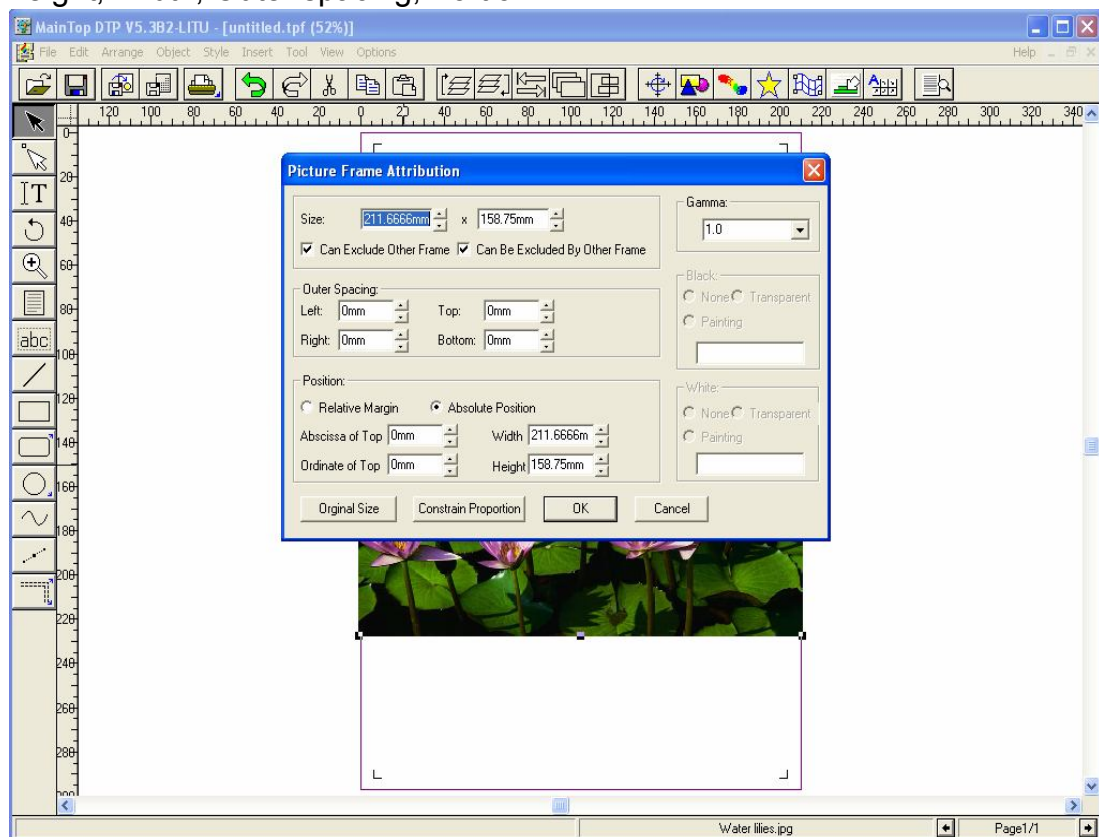 MainTop DTP V5.3B2-LITU - [untitled.tpf (52%)]
File Edit Arrange Object Style Insert Tool View Options Help
120 100 80 60 40 20 0 20 40 60 80 100 120 140 160 180 200 220 240 260 280 300 320 340
0
20
40
60
80
100
120
140
160
180
200
220
240
260
280
T
abc
Picture Frame Attribution
Size: 211.6666mm x 158.75mm
Can Exclude Other Frame Can Be Excluded By Other Frame
Outer Spacing:
Left: 0mm Top: 0mm
Right: 0mm Bottom: 0mm
Position:
Relative Margin Absolute Position
Abscissa of Top 0mm Width 211.6666m
Ordinate of Top 0mm Height 158.75mm
Gamma:
1.0
Black:
None Transparent
Painting
White:
None Transparent
Painting
Orginal Size Constrain Proportion OK Cancel
Water lilies.jpg Page1/1